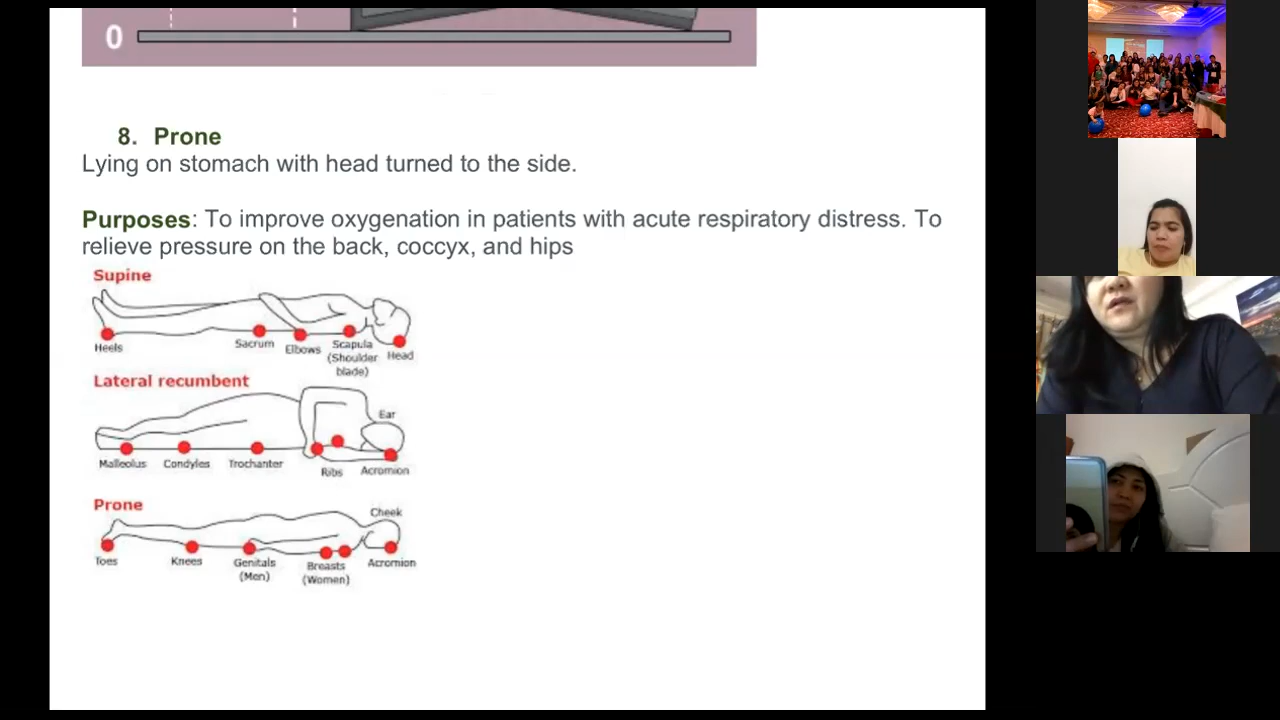 0
8. Prone
Lying on stomach with head turned to the side.
Purposes: To improve oxygenation in patients with acute respiratory distress. To
relieve pressure on the back, coccyx, and hips
Supine
Heels
Sacrum
Elbows
Scapula
(Shoulder
blade)
Head
Lateral recumbent
Ear
Malleolus
Condyles
Trochanter
Ribs
Acromion
Prone
Cheek
Toes
Knees
Genitals
(Men)
Breasts
(Women)
Acromion